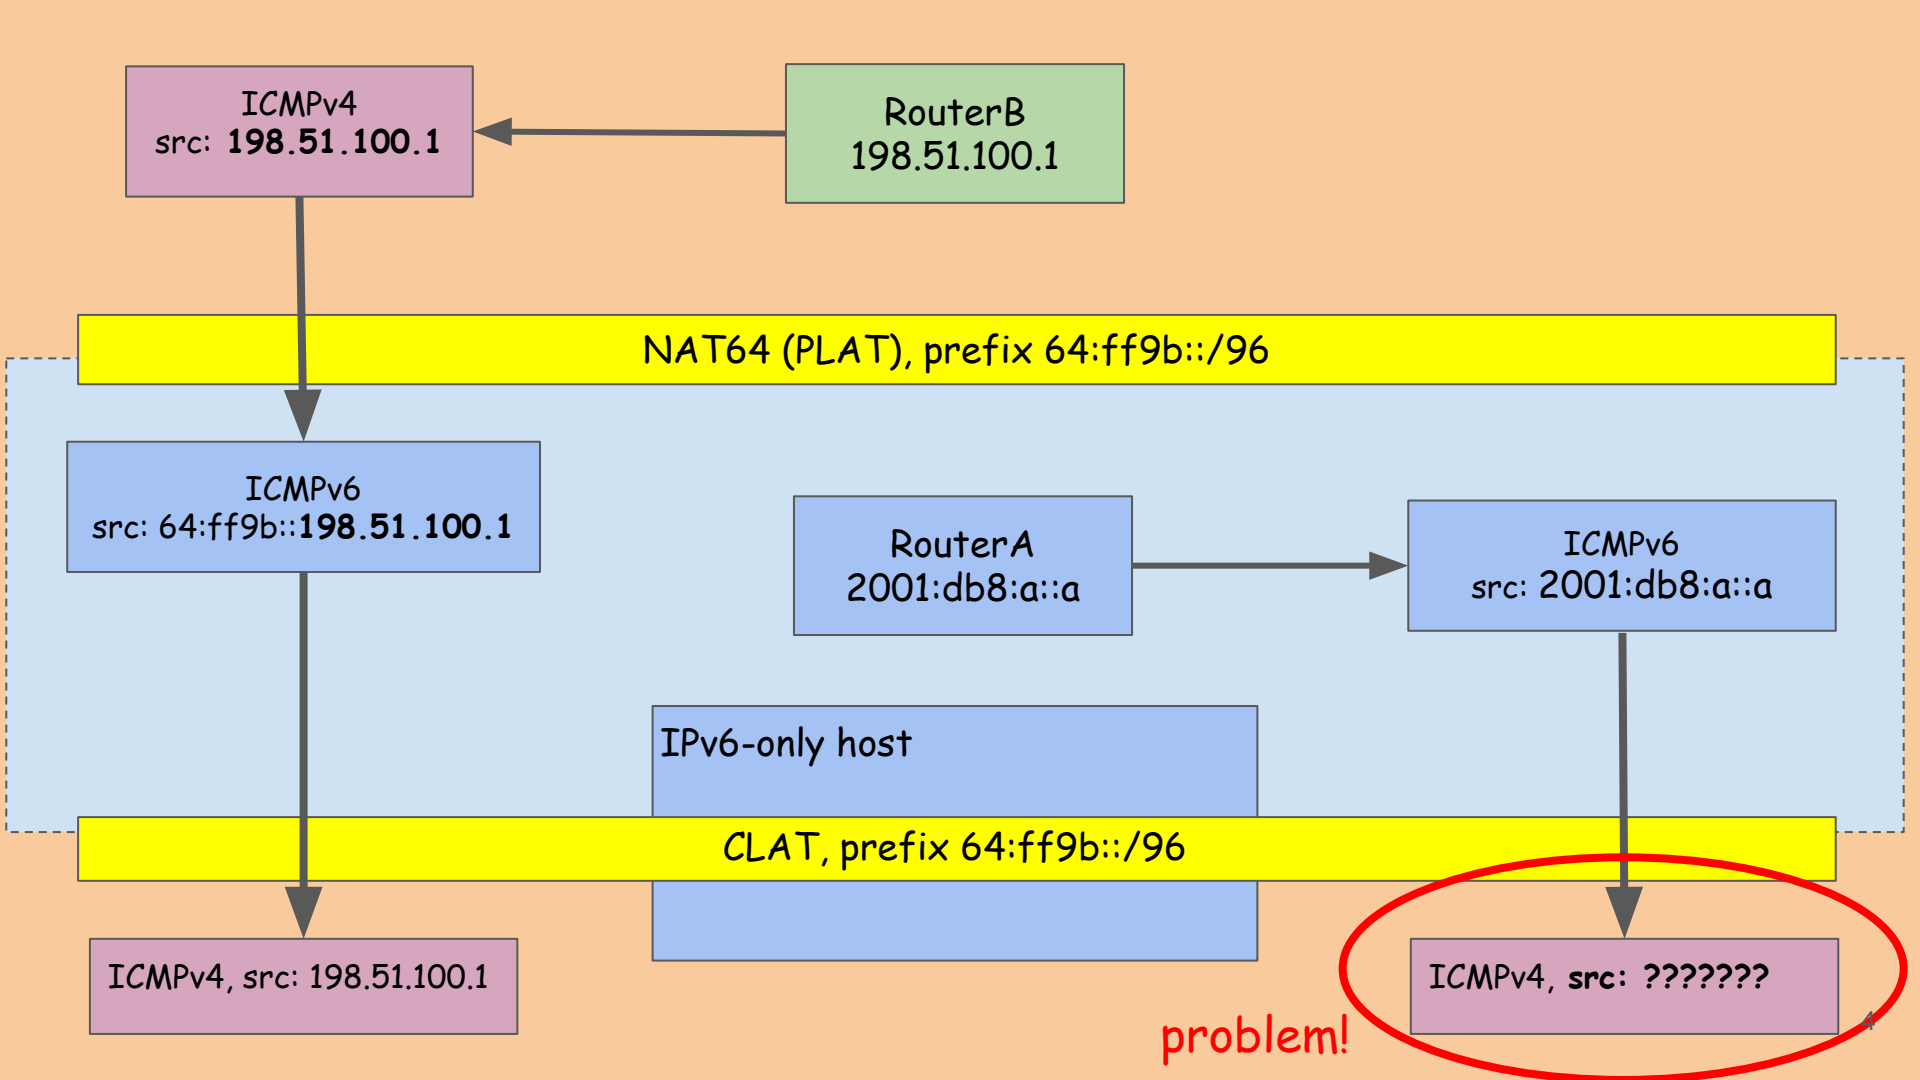 ICMPv4
src: 198.51.100.1
RouterB
198.51.100.1
NAT64 (PLAT), prefix 64:ff9b::/96
ICMPv6
src: 64:ff9b::198.51.100.1
RouterA
2001:db8:a::a
ICMPv6
src: 2001:db8:a::a
IPv6-only host
CLAT, prefix 64:ff9b::/96
ICMPv4, src: 198.51.100.1
ICMPv4, src: ???????
problem!
4